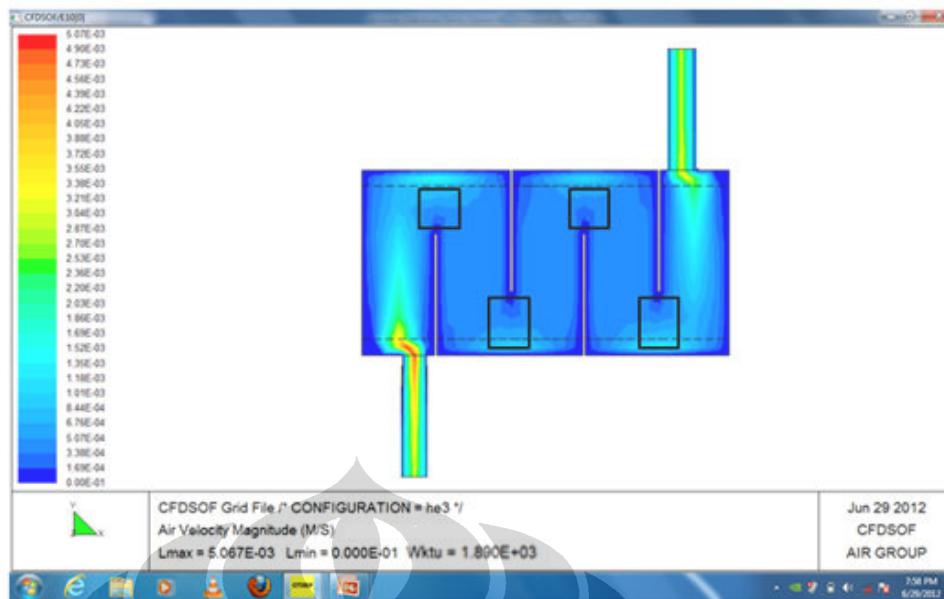 CFDSOF/E10[0]
5.07E-03
4.90E-03
4.73E-03
4.56E-03
4.39E-03
4.22E-03
4.05E-03
3.88E-03
3.72E-03
3.55E-03
3.38E-03
3.21E-03
3.04E-03
2.87E-03
2.70E-03
2.53E-03
2.36E-03
2.20E-03
2.03E-03
1.86E-03
1.69E-03
1.52E-03
1.35E-03
1.18E-03
1.01E-03
8.44E-04
6.76E-04
5.07E-04
3.38E-04
1.69E-04
0.00E-01
Y
X
CFDSOF Grid File /* CONFIGURATION = he3 */
Air Velocity Magnitude (M/S)
Lmax = 5.067E-03 Lmin = 0.000E-01 Wktu = 1.890E+03
Jun 29 2012
CFDSOF
AIR GROUP
7:58 PM
6/29/2012